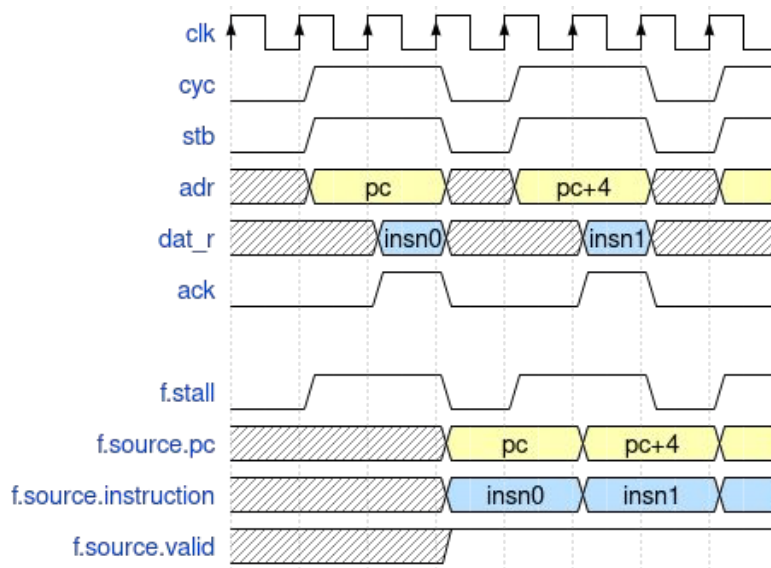 clk
cyc
stb
adr pc pc+4
dat_r insn0 insn1
ack
f.stall
f.source.pc pc pc+4
f.source.instruction insn0 insn1
f.source.valid